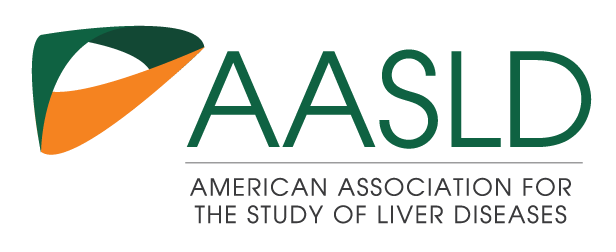 AASLD
AMERICAN ASSOCIATION FOR
THE STUDY OF LIVER DISEASES